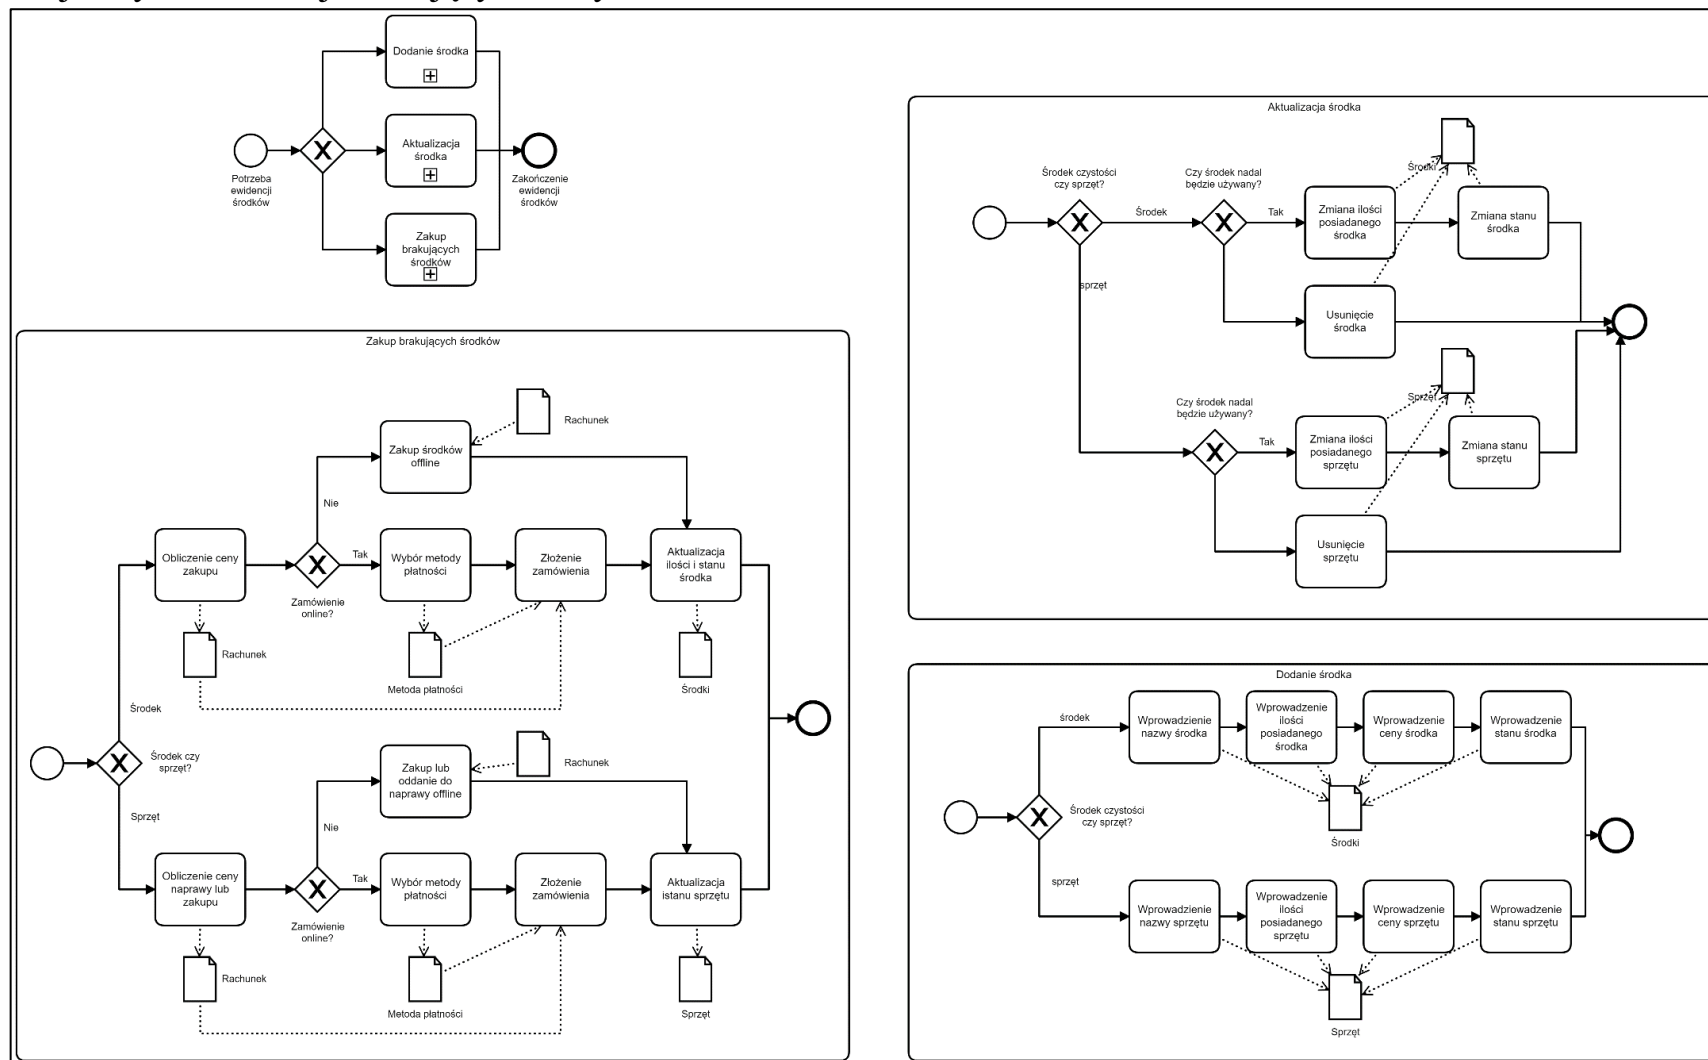 Dodanie środka
Aktualizacja
środka
Zakup
brakujących
środków
Potrzeba
ewidencji
środków
Zakończenie
ewidencji
środków
Aktualizacja środka
Środek czystości
czy sprzęt?
Czy środek nadal
będzie używany?
Środek
Tak
sprzęt
Zmiana ilości
posiadanego
środka
Zmiana stanu
środka
Środki
Usunięcie
środka
Czy środek nadal
będzie używany?
Tak
Zmiana ilości
posiadanego
sprzętu
Zmiana stanu
sprzętu
Sprzęt
Usunięcie
sprzętu
Zakup brakujących środków
Zakup środków
offline
Rachunek
Nie
Obliczenie ceny
zakupu
Tak
Zamówienie
online?
Wybór metody
płatności
Złożenie
zamówienia
Aktualizacja
ilości i stanu
środka
Rachunek
Metoda płatności
Środki
Środek
Środek czy
sprzęt?
Sprzęt
Zakup lub
oddanie do
naprawy offline
Rachunek
Nie
Obliczenie ceny
naprawy lub
zakupu
Tak
Zamówienie
online?
Wybór metody
płatności
Złożenie
zamówienia
Aktualizacja
istanu sprzętu
Rachunek
Metoda płatności
Sprzęt
Dodanie środka
środek
Środek czystości
czy sprzęt?
sprzęt
Wprowadzienie
nazwy środka
Wprowadzenie
ilości
posiadanego
środka
Wprowadzenie
ceny środka
Wprowadzenie
stanu środka
Środki
Wprowadzienie
nazwy sprzętu
Wprowadzenie
ilości
posiadanego
sprzętu
Wprowadzenie
ceny sprzętu
Wprowadzenie
stanu sprzętu
Sprzęt